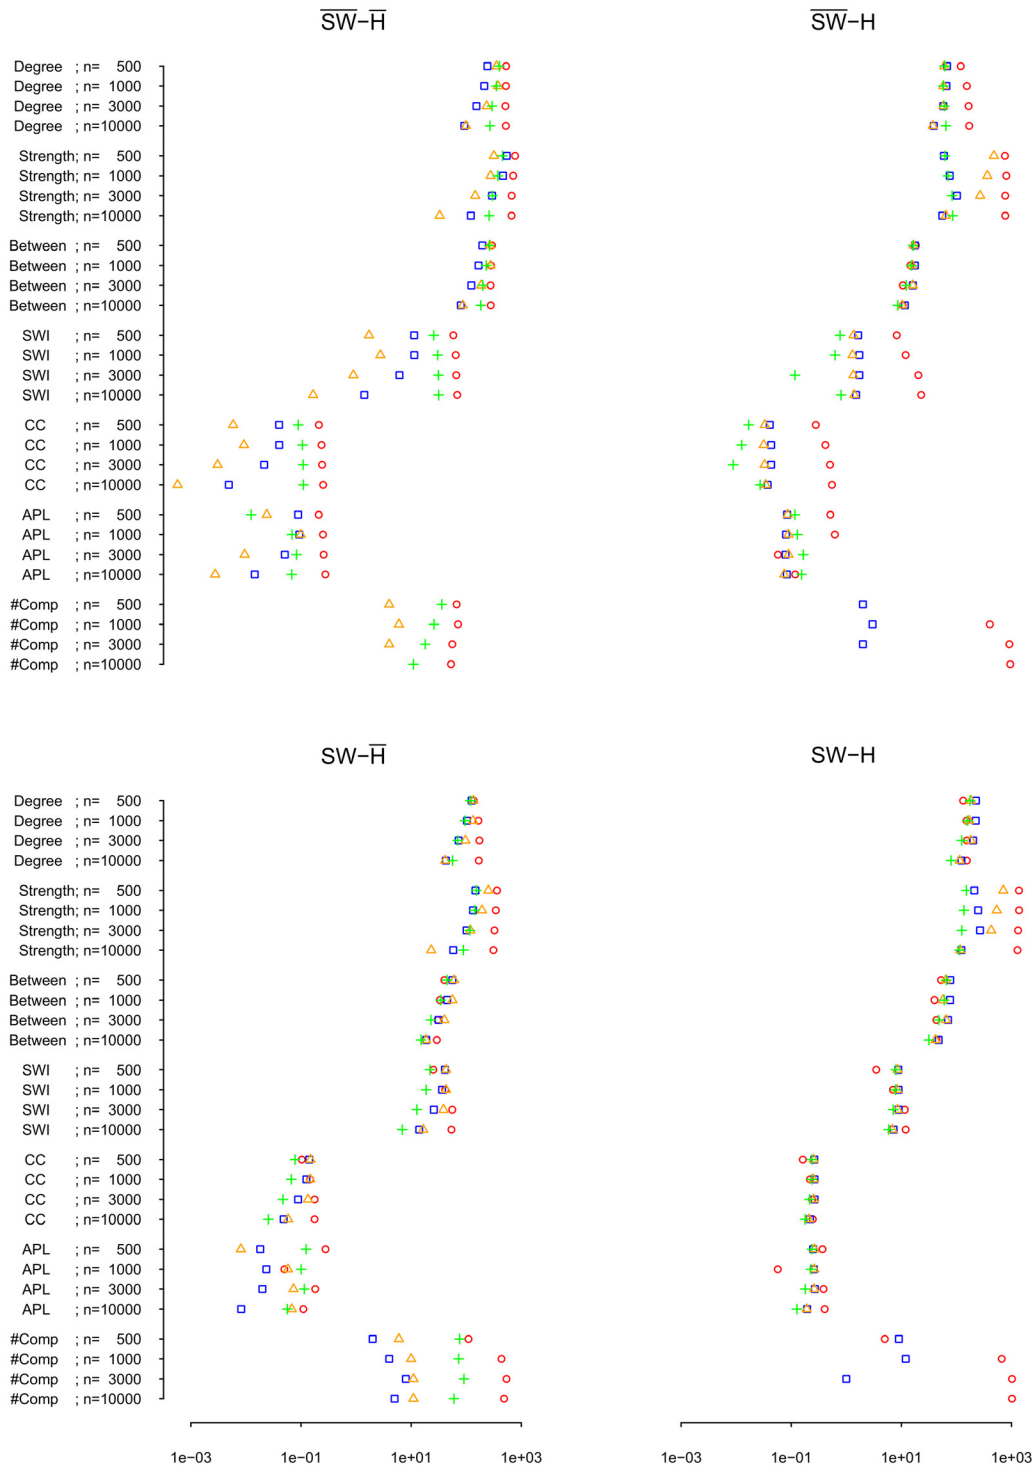 S̅W̅−H̅ S̅W̅−H
Degree ; n= 500
Degree ; n= 1000
Degree ; n= 3000
Degree ; n=10000
Strength; n= 500
Strength; n= 1000
Strength; n= 3000
Strength; n=10000
Between ; n= 500
Between ; n= 1000
Between ; n= 3000
Between ; n=10000
SWI ; n= 500
SWI ; n= 1000
SWI ; n= 3000
SWI ; n=10000
CC ; n= 500
CC ; n= 1000
CC ; n= 3000
CC ; n=10000
APL ; n= 500
APL ; n= 1000
APL ; n= 3000
APL ; n=10000
#Comp ; n= 500
#Comp ; n= 1000
#Comp ; n= 3000
#Comp ; n=10000
SW−H̅ SW−H
Degree ; n= 500
Degree ; n= 1000
Degree ; n= 3000
Degree ; n=10000
Strength; n= 500
Strength; n= 1000
Strength; n= 3000
Strength; n=10000
Between ; n= 500
Between ; n= 1000
Between ; n= 3000
Between ; n=10000
SWI ; n= 500
SWI ; n= 1000
SWI ; n= 3000
SWI ; n=10000
CC ; n= 500
CC ; n= 1000
CC ; n= 3000
CC ; n=10000
APL ; n= 500
APL ; n= 1000
APL ; n= 3000
APL ; n=10000
#Comp ; n= 500
#Comp ; n= 1000
#Comp ; n= 3000
#Comp ; n=10000
1e−03 1e−01 1e+01 1e+03 1e−03 1e−01 1e+01 1e+03